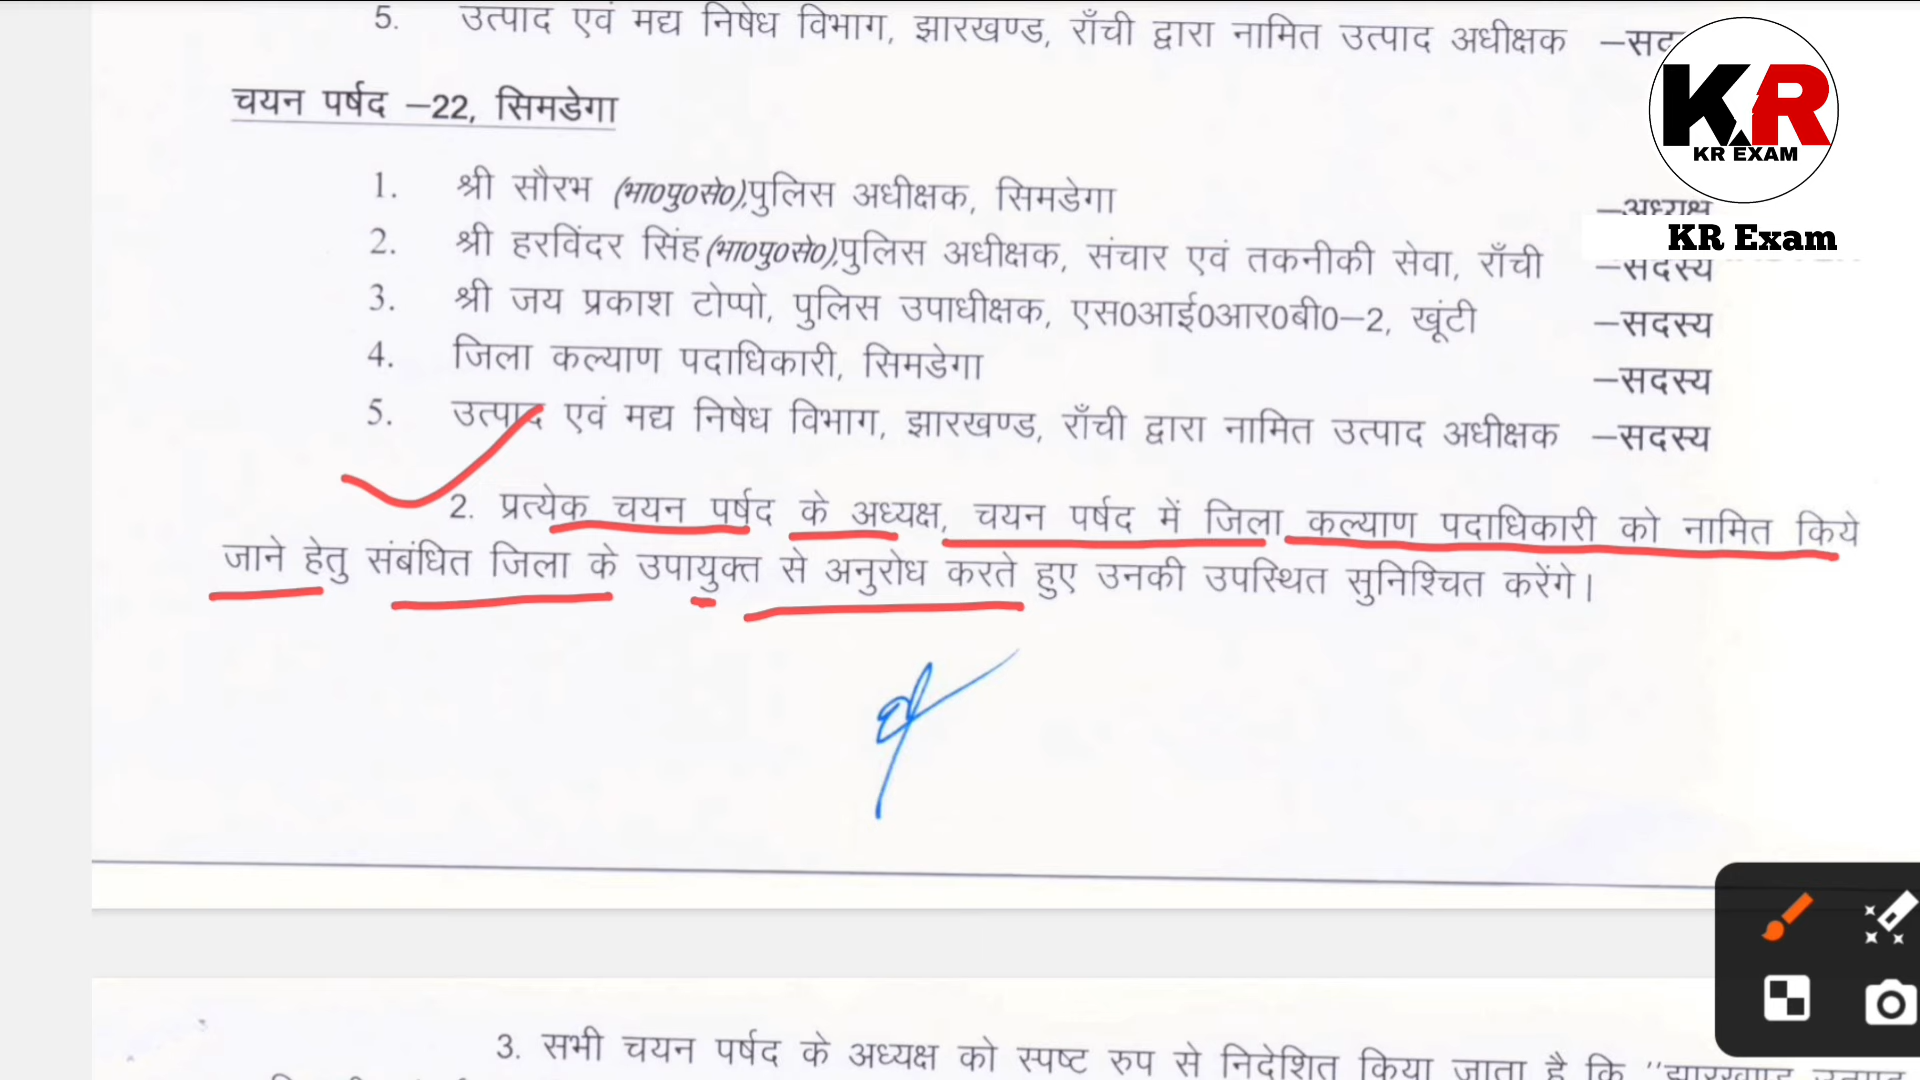 5. उत्पाद एवं मद्य निषेध विभाग, झारखण्ड, राँची द्वारा नामित उत्पाद अधीक्षक
चयन पर्षद –22, सिमडेगा
1. श्री सौरभ (भा0पु0से0),पुलिस अधीक्षक, सिमडेगा –अध्यक्ष
2. श्री हरविंदर सिंह(भा0पु0से0),पुलिस अधीक्षक, संचार एवं तकनीकी सेवा, राँची –सदस्य
3. श्री जय प्रकाश टोप्पो, पुलिस उपाधीक्षक, एस0आई0आर0बी0–2, खूंटी –सदस्य
4. जिला कल्याण पदाधिकारी, सिमडेगा –सदस्य
5. उत्पाद एवं मद्य निषेध विभाग, झारखण्ड, राँची द्वारा नामित उत्पाद अधीक्षक –सदस्य
2. प्रत्येक चयन पर्षद के अध्यक्ष, चयन पर्षद में जिला कल्याण पदाधिकारी को नामित किये
जाने हेतु संबंधित जिला के उपायुक्त से अनुरोध करते हुए उनकी उपस्थित सुनिश्चित करेंगे।
3. सभी चयन पर्षद के अध्यक्ष को स्पष्ट रुप से निदेशित किया जाता है कि
KR
KR EXAM
KR Exam